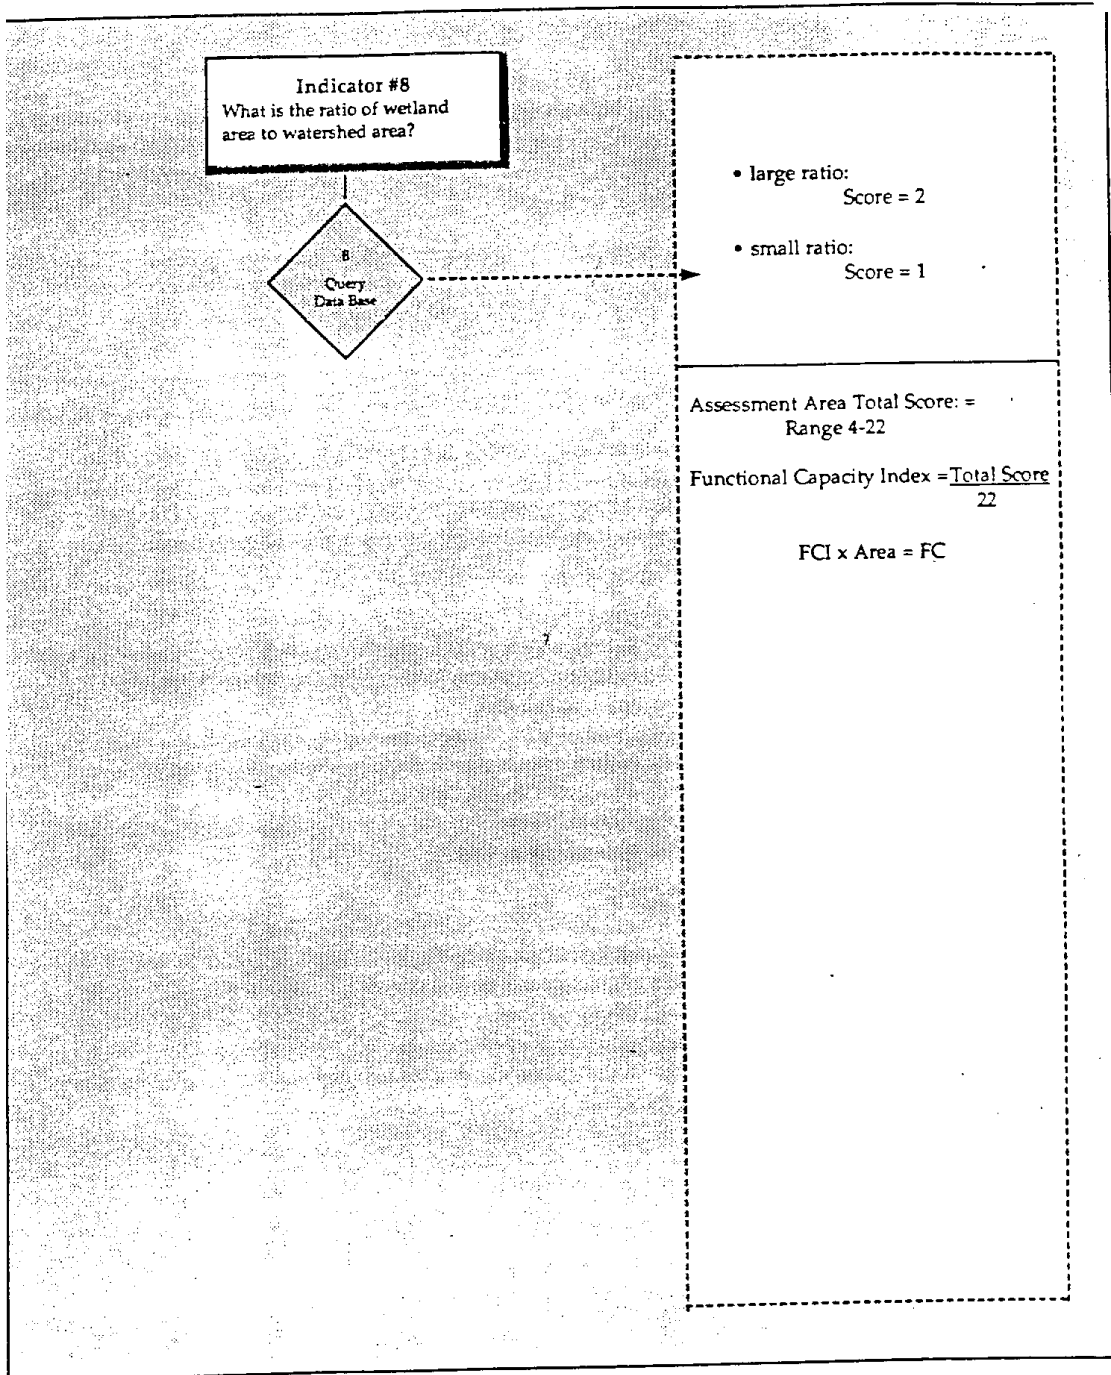 Indicator #8
What is the ratio of wetland
area to watershed area?
8
Query
Data Base
• large ratio:
Score = 2
• small ratio:
Score = 1
Assessment Area Total Score: =
Range 4-22
Functional Capacity Index = Total Score
22
FCI x Area = FC